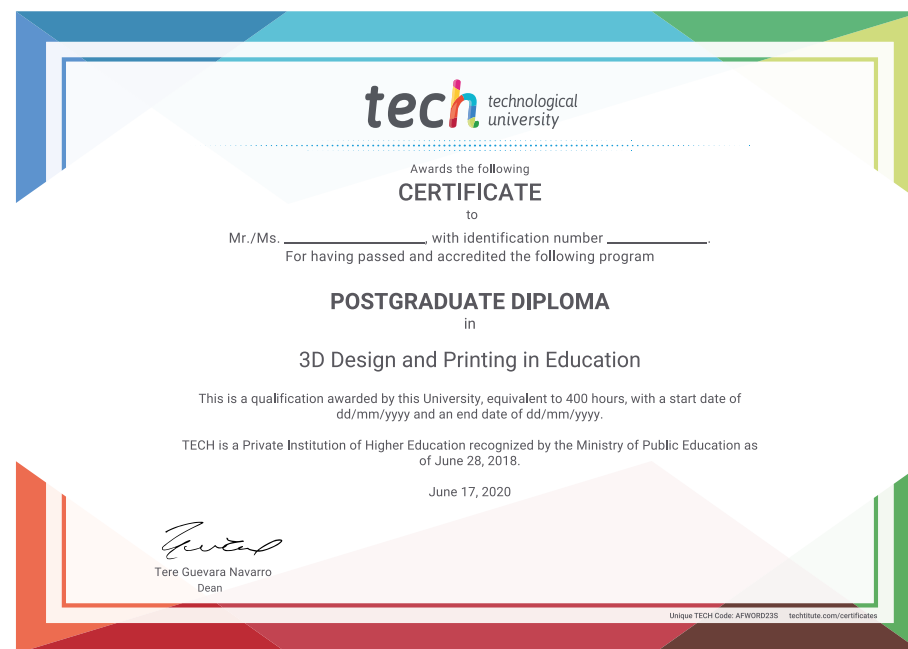 tech technological
university
Awards the following
CERTIFICATE
to
Mr./Ms. ____________________, with identification number ______________.
For having passed and accredited the following program
POSTGRADUATE DIPLOMA
in
3D Design and Printing in Education
This is a qualification awarded by this University, equivalent to 400 hours, with a start date of
dd/mm/yyyy and an end date of dd/mm/yyyy.
TECH is a Private Institution of Higher Education recognized by the Ministry of Public Education as
of June 28, 2018.
June 17, 2020
Tere Guevara Navarro
Dean
Unique TECH Code: AFWORD23S techtitute.com/certificates